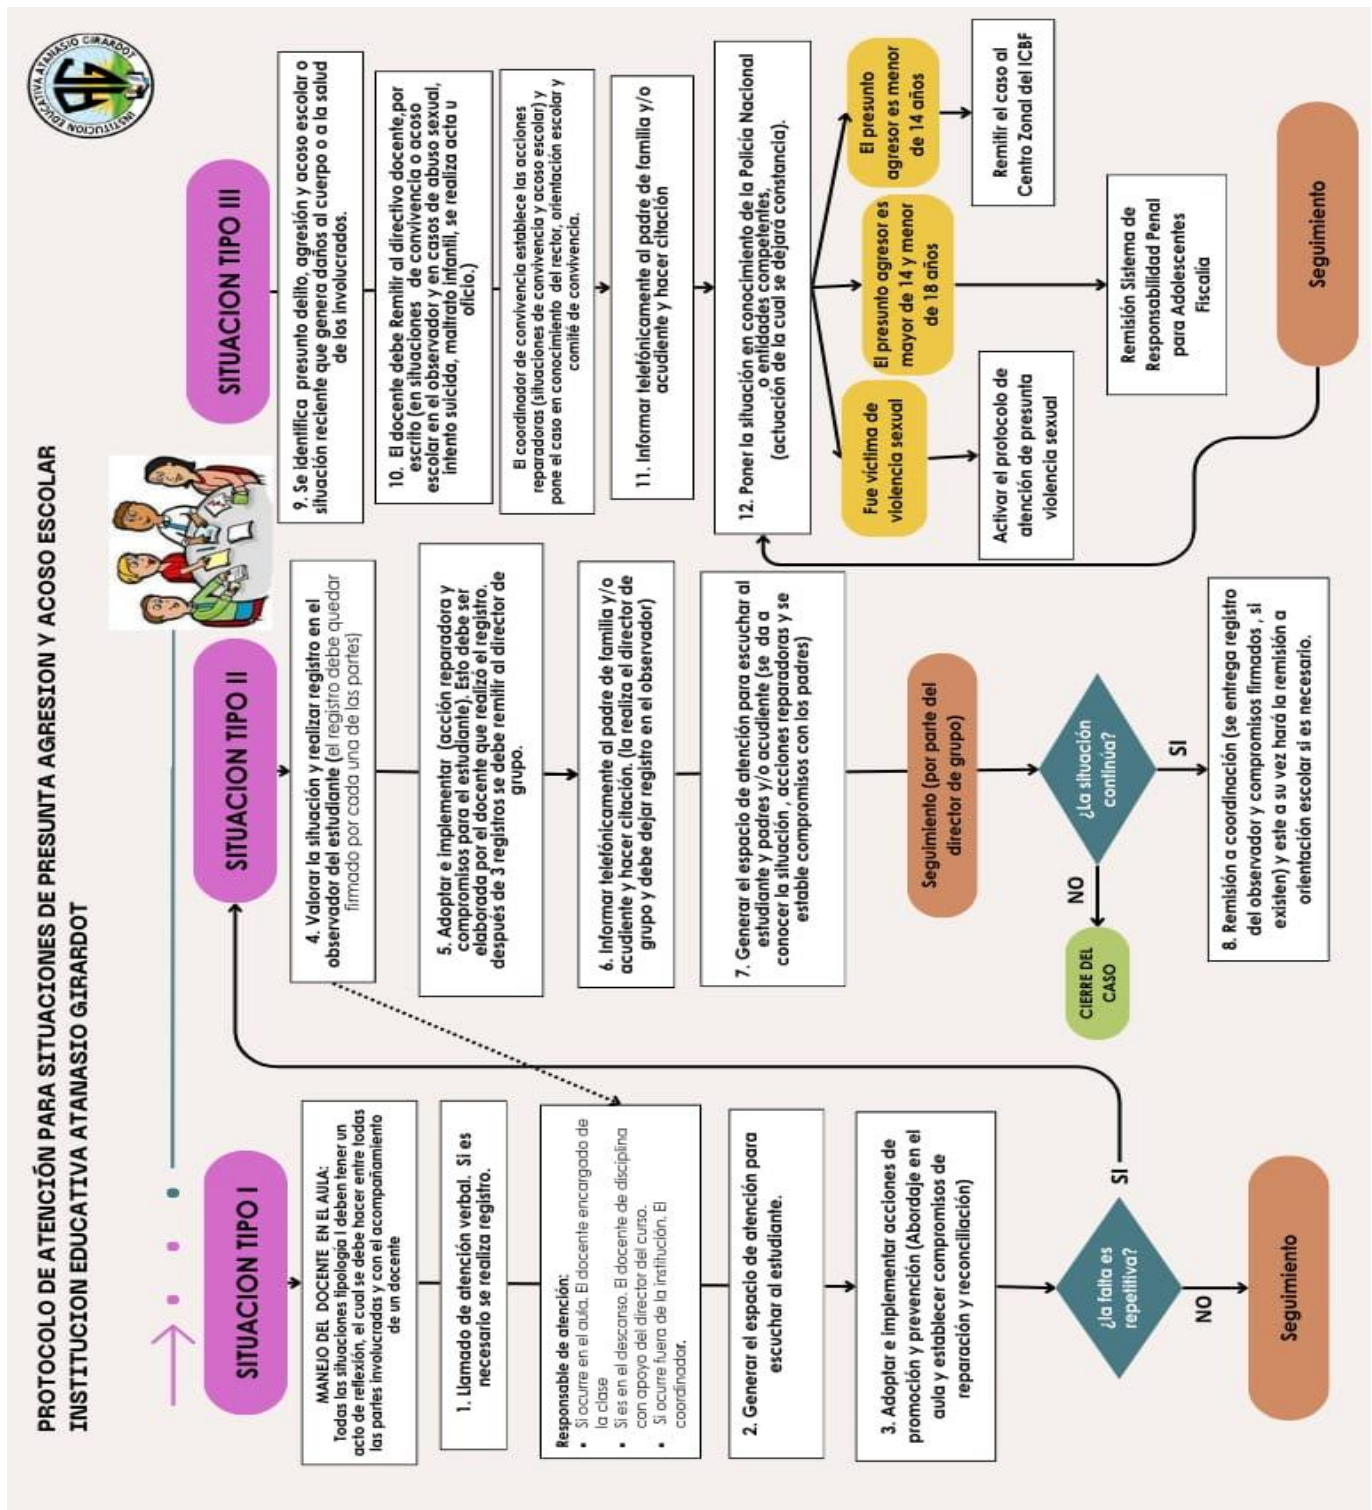 PROTOCOLO DE ATENCIÓN PARA SITUACIONES DE PRESUNTA AGRESION Y ACOSO ESCOLAR
INSTITUCION EDUCATIVA ATANASIO GIRARDOT
INSTITUCION EDUCATIVA ATANASIO GIRARDOT
SITUACION TIPO I
MANEJO DEL DOCENTE EN EL AULA:
Todas las situaciones tipología I deben tener un
acto de reflexión, el cual se debe hacer entre todas
las partes involucradas y con el acompañamiento
de un docente
1. Llamado de atención verbal. Si es
necesario se realiza registro.
Responsable de atención:
• Si ocurre en el aula. El docente encargado de
la clase
• Si es en el descanso. El docente de disciplina
con apoyo del director del curso.
• Si ocurre fuera de la institución. El
coordinador.
2. Generar el espacio de atención para
escuchar al estudiante.
3. Adoptar e implementar acciones de
promoción y prevención (Abordaje en el
aula y establecer compromisos de
reparación y reconciliación)
¿la falta es
repetitiva?
SI
NO
Seguimiento
SITUACION TIPO II
4. Valorar la situación y realizar registro en el
observador del estudiante (el registro debe quedar
firmado por cada una de las partes)
5. Adoptar e implementar (acción reparadora y
compromisos para el estudiante). Esto debe ser
elaborada por el docente que realizó el registro,
después de 3 registros se debe remitir al director de
grupo.
6. Informar telefónicamente al padre de familia y/o
acudiente y hacer citación. (la realiza el director de
grupo y debe dejar registro en el observador)
7. Generar el espacio de atención para escuchar al
estudiante y padres y/o acudiente (se da a
conocer la situación , acciones reparadoras y se
estable compromisos con los padres)
Seguimiento (por parte del
director de grupo)
¿La situación
continúa?
NO
SI
CIERRE DEL
CASO
8. Remisión a coordinación (se entrega registro
del observador y compromisos firmados , si
existen) y este a su vez hará la remisión a
orientación escolar si es necesario.
SITUACION TIPO III
9. Se identifica presunto delito, agresión y acoso escolar o
situación reciente que genera daños al cuerpo o a la salud
de los involucrados.
10. El docente debe Remitir al directivo docente,por
escrito (en situaciones de convivencia o acoso
escolar en el observador y en casos de abuso sexual,
intento suicida, maltrato infantil, se realiza acta u
oficio.)
El coordinador de convivencia establece las acciones
reparadoras (situaciones de convivencia y acoso escolar) y
pone el caso en conocimiento del rector, orientación escolar y
comité de convivencia.
11. Informar telefónicamente al padre de familia y/o
acudiente y hacer citación
12. Poner la situación en conocimiento de la Policía Nacional
o entidades competentes,
(actuación de la cual se dejará constancia).
Fue víctima de
violencia sexual
El presunto agresor es
mayor de 14 y menor
de 18 años
El presunto
agresor es menor
de 14 años
Activar el protocolo de
atención de presunta
violencia sexual
Remisión Sistema de
Responsabilidad Penal
para Adolescentes
Fiscalía
Remitir el caso al
Centro Zonal del ICBF
Seguimiento